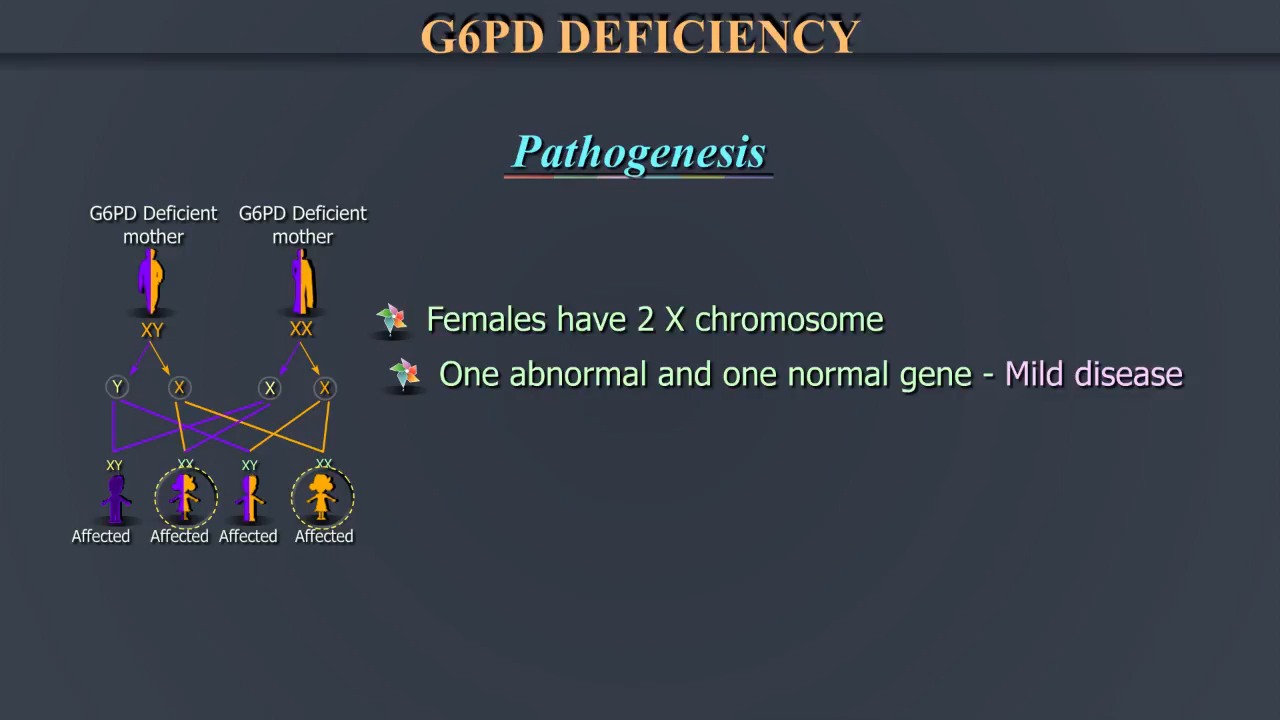 G6PD DEFICIENCY
Pathogenesis
G6PD Deficient
mother
G6PD Deficient
mother
XY
XX
Y
X
X
X
XY
XX
XY
XX
Affected
Affected
Affected
Affected
Females have 2 X chromosome
One abnormal and one normal gene - Mild disease